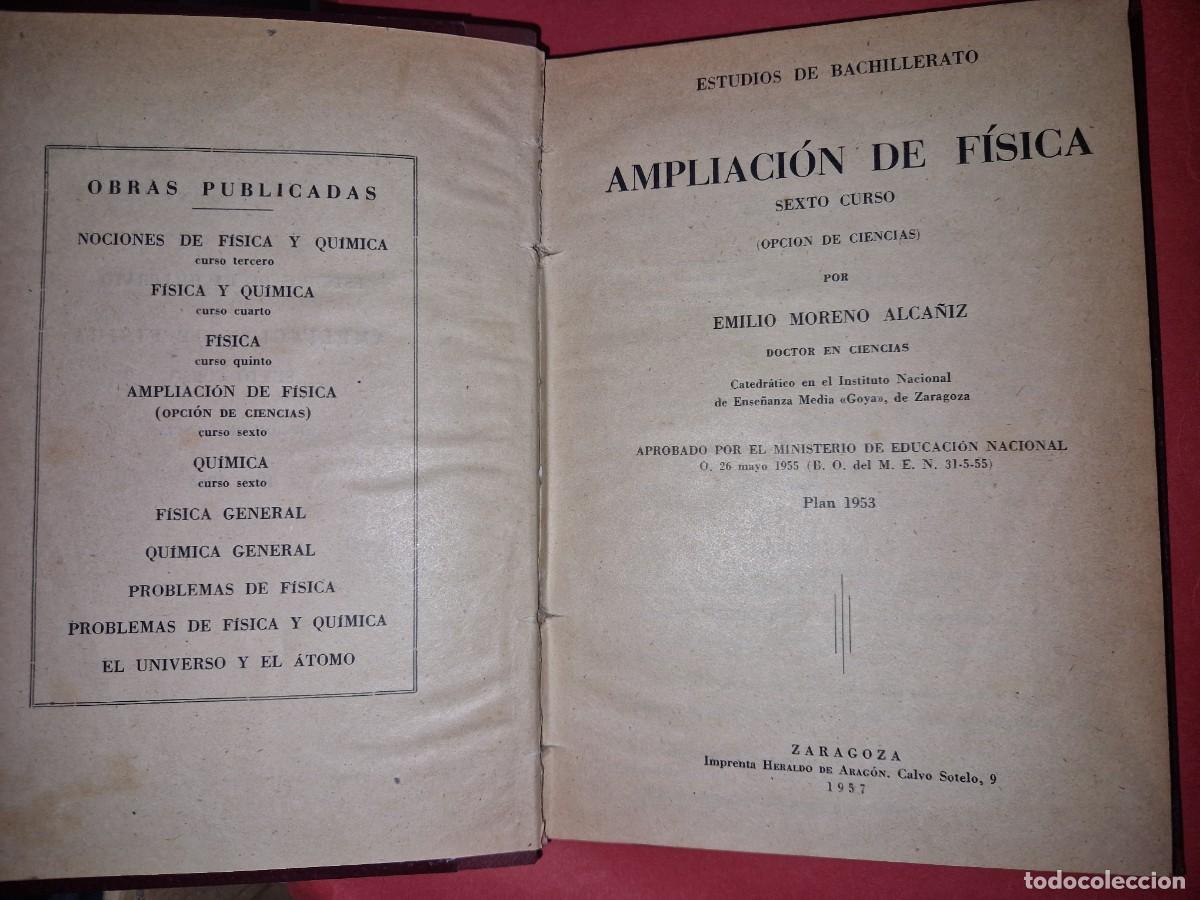 OBRAS PUBLICADAS
NOCIONES DE FÍSICA Y QUÍMICA
curso tercero
FÍSICA Y QUÍMICA
curso cuarto
FÍSICA
curso quinto
AMPLIACIÓN DE FÍSICA
(OPCIÓN DE CIENCIAS)
curso sexto
QUÍMICA
curso sexto
FÍSICA GENERAL
QUÍMICA GENERAL
PROBLEMAS DE FÍSICA
PROBLEMAS DE FÍSICA Y QUÍMICA
EL UNIVERSO Y EL ÁTOMO
ESTUDIOS DE BACHILLERATO
AMPLIACIÓN DE FÍSICA
SEXTO CURSO
(OPCION DE CIENCIAS)
POR
EMILIO MORENO ALCAÑIZ
DOCTOR EN CIENCIAS
Catedrático en el Instituto Nacional
de Enseñanza Media «Goya», de Zaragoza
APROBADO POR EL MINISTERIO DE EDUCACIÓN NACIONAL
O. 26 mayo 1955 (B. O. del M. E. N. 31-5-55)
Plan 1953
ZARAGOZA
Imprenta HERALDO DE ARAGÓN. Calvo Sotelo, 9
1957
todocoleccion